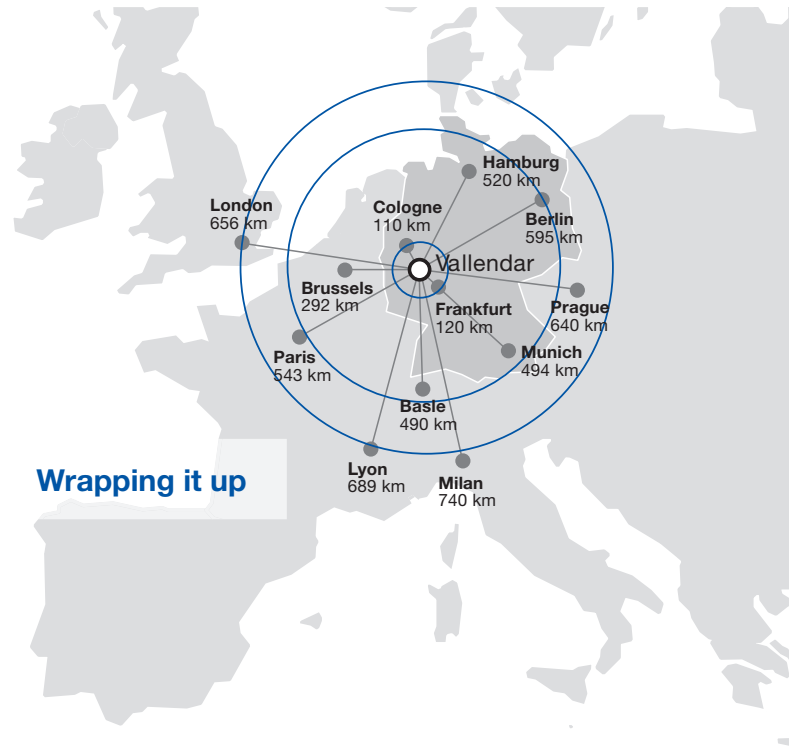 Hamburg
520 km
London
656 km
Cologne
110 km
Berlin
595 km
Vallendar
Brussels
292 km
Frankfurt
120 km
Prague
640 km
Paris
543 km
Munich
494 km
Basle
490 km
Wrapping it up
Lyon
689 km
Milan
740 km